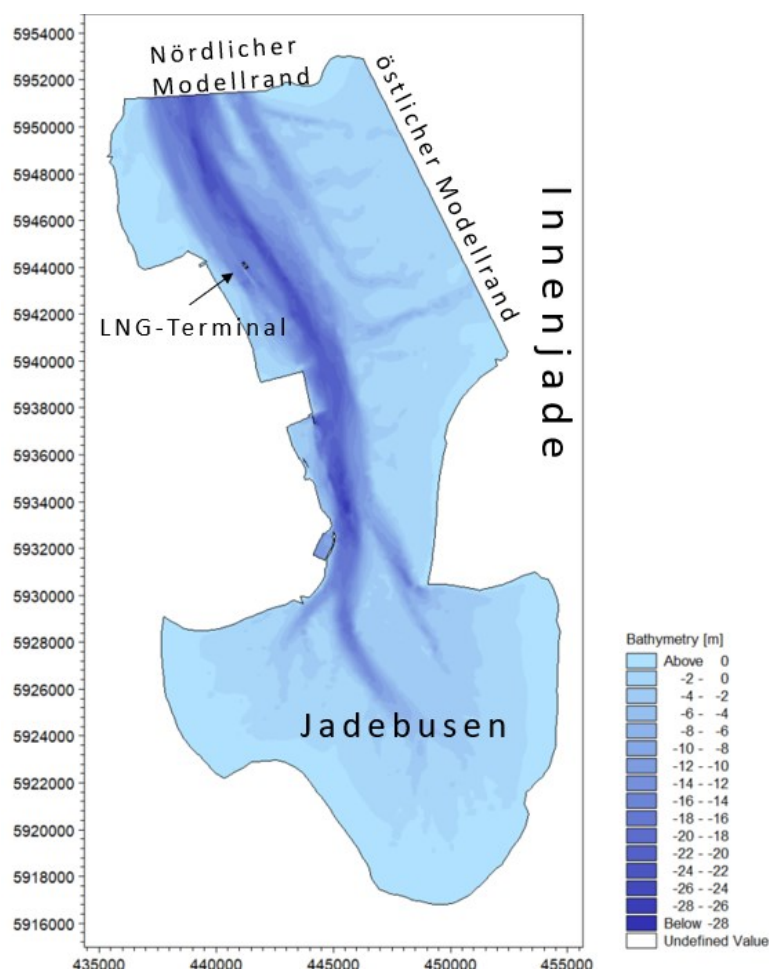 5954000
5952000
5950000
5948000
5946000
5944000
5942000
5940000
5938000
5936000
5934000
5932000
5930000
5928000
5926000
5924000
5922000
5920000
5918000
5916000
Nördlicher
Modellrand
östlicher Modellrand
Innenjade
LNG-Terminal
Jadebusen
435000 440000 445000 450000 455000
Bathymetry [m]
Above 0
-2 - 0
-4 - -2
-6 - -4
-8 - -6
-10 - -8
-12 - -10
-14 - -12
-16 - -14
-18 - -16
-20 - -18
-22 - -20
-24 - -22
-26 - -24
-28 - -26
Below -28
Undefined Value